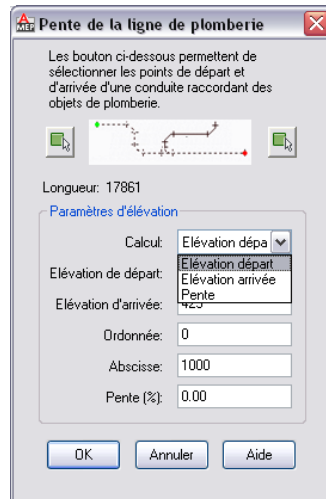 MEP
Pente de la ligne de plomberie
Les bouton ci-dessous permettent de
sélectionner les points de départ et
d'arrivée d'une conduite raccordant des
objets de plomberie.
Longueur: 17861
Paramètres d'élévation
Calcul:
Elévation dépa
Elévation départ
Elévation arrivée
Pente
Elévation de départ:
Elévation d'arrivée:
Ordonnée:
0
Abscisse:
1000
Pente (%):
0.00
OK
Annuler
Aide